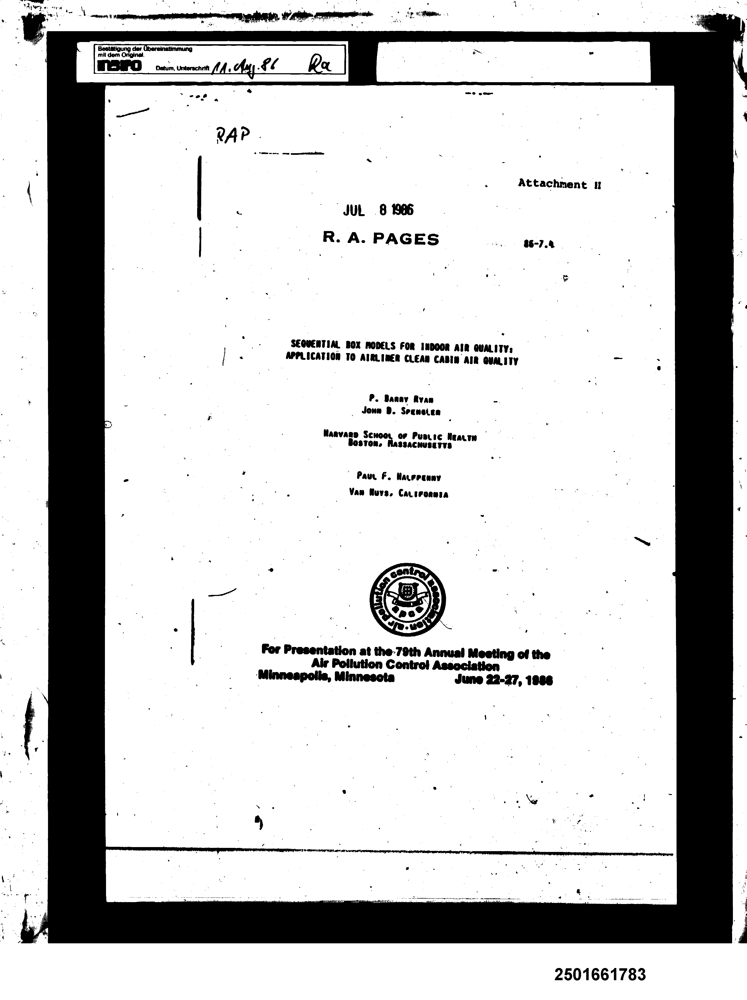 Bestätigung der Übereinstimmung
mit dem Original
INBIFO Datum, Unterschrift 11. Aug. 86 Ra
RAP
Attachment II
JUL 8 1986
R. A. PAGES
86-7.4
SEQUENTIAL BOX MODELS FOR INDOOR AIR QUALITY:
APPLICATION TO AIRLINER CLEAN CABIN AIR QUALITY
P. BARRY RYAN
JOHN D. SPENGLER
HARVARD SCHOOL OF PUBLIC HEALTH
BOSTON, MASSACHUSETTS
PAUL F. HALFPENNY
VAN NUYS, CALIFORNIA
air pollution control association
apca
For Presentation at the 79th Annual Meeting of the
Air Pollution Control Association
Minneapolis, Minnesota June 22-27, 1986
2501661783